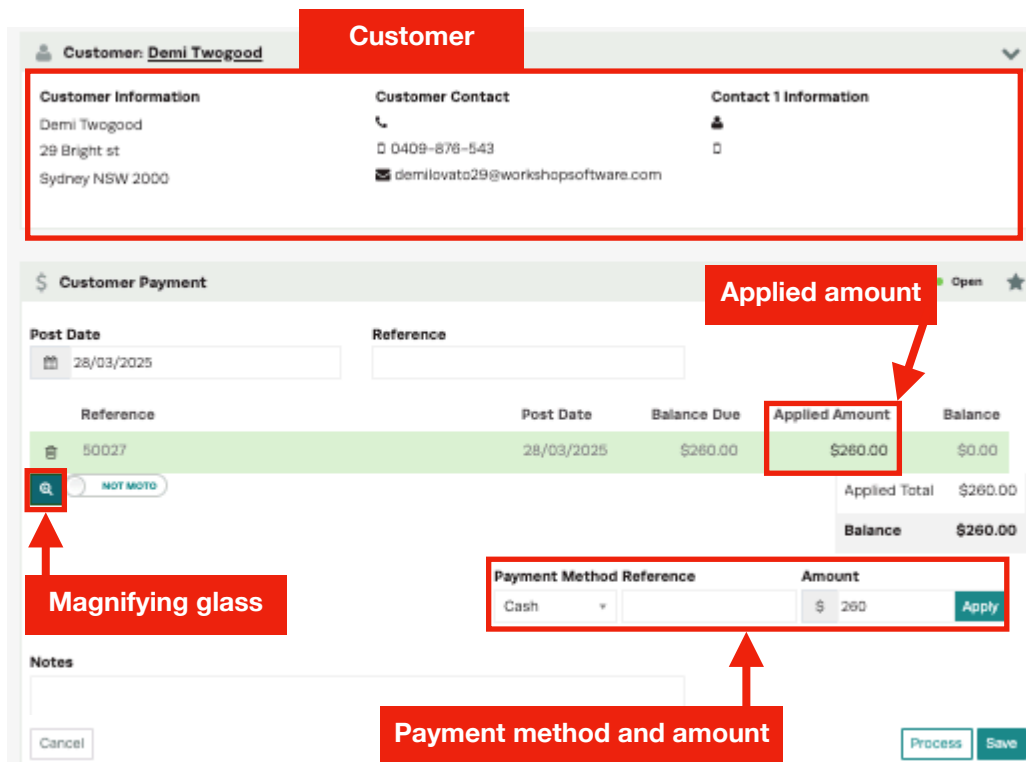 Customer
Customer: Demi Twogood
Customer Information
Customer Contact
Contact 1 Information
Demi Twogood
29 Bright st
0409-876-543
Sydney NSW 2000
demilovato29@workshopsoftware.com
$ Customer Payment
Applied amount
Open
Post Date
Reference
28/03/2025
Reference Post Date Balance Due Applied Amount Balance
50027 28/03/2025 $260.00 $260.00 $0.00
NOT MOTO
Applied Total $260.00
Balance $260.00
Magnifying glass
Payment Method Reference Amount
Cash $ 260 Apply
Notes
Payment method and amount
Cancel Process Save